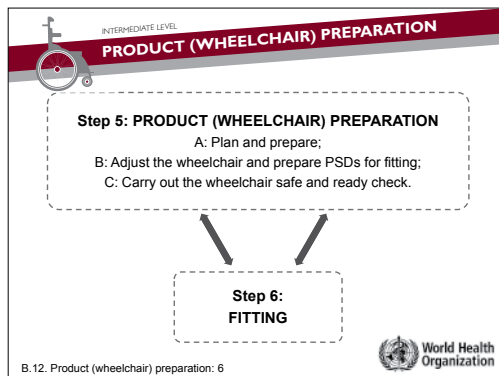 INTERMEDIATE LEVEL
PRODUCT (WHEELCHAIR) PREPARATION
Step 5: PRODUCT (WHEELCHAIR) PREPARATION
A: Plan and prepare;
B: Adjust the wheelchair and prepare PSDs for fitting;
C: Carry out the wheelchair safe and ready check.
Step 6:
FITTING
B.12. Product (wheelchair) preparation: 6
World Health
Organization